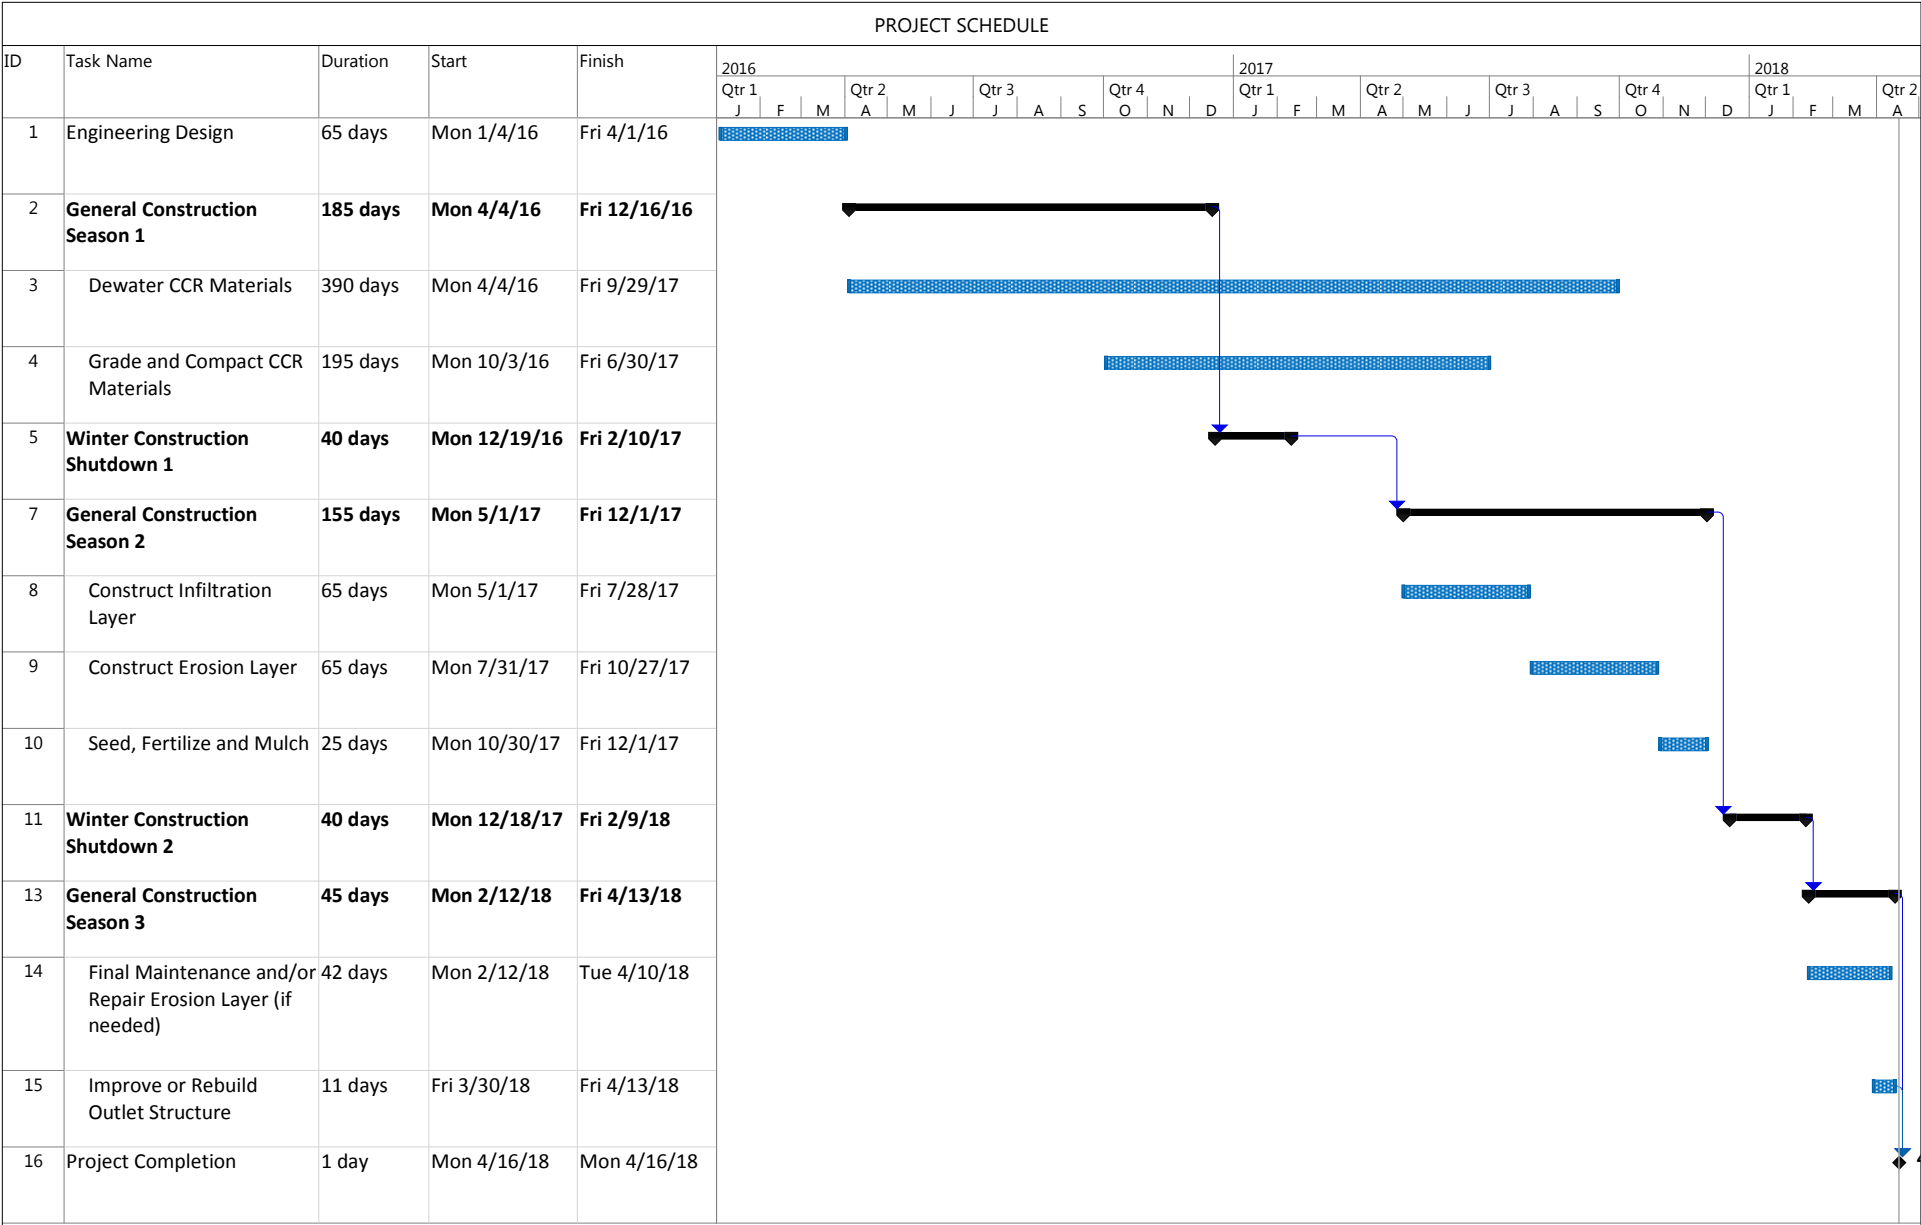 PROJECT SCHEDULE
ID Task Name Duration Start Finish
2016 2017 2018
Qtr 1 Qtr 2 Qtr 3 Qtr 4 Qtr 1 Qtr 2 Qtr 3 Qtr 4 Qtr 1 Qtr 2
J F M A M J J A S O N D J F M A M J J A S O N D J F M A
1 Engineering Design 65 days Mon 1/4/16 Fri 4/1/16
2 General Construction 185 days Mon 4/4/16 Fri 12/16/16
Season 1
3 Dewater CCR Materials 390 days Mon 4/4/16 Fri 9/29/17
4 Grade and Compact CCR 195 days Mon 10/3/16 Fri 6/30/17
Materials
5 Winter Construction 40 days Mon 12/19/16 Fri 2/10/17
Shutdown 1
7 General Construction 155 days Mon 5/1/17 Fri 12/1/17
Season 2
8 Construct Infiltration 65 days Mon 5/1/17 Fri 7/28/17
Layer
9 Construct Erosion Layer 65 days Mon 7/31/17 Fri 10/27/17
10 Seed, Fertilize and Mulch 25 days Mon 10/30/17 Fri 12/1/17
11 Winter Construction 40 days Mon 12/18/17 Fri 2/9/18
Shutdown 2
13 General Construction 45 days Mon 2/12/18 Fri 4/13/18
Season 3
14 Final Maintenance and/or 42 days Mon 2/12/18 Tue 4/10/18
Repair Erosion Layer (if
needed)
15 Improve or Rebuild 11 days Fri 3/30/18 Fri 4/13/18
Outlet Structure
16 Project Completion 1 day Mon 4/16/18 Mon 4/16/18